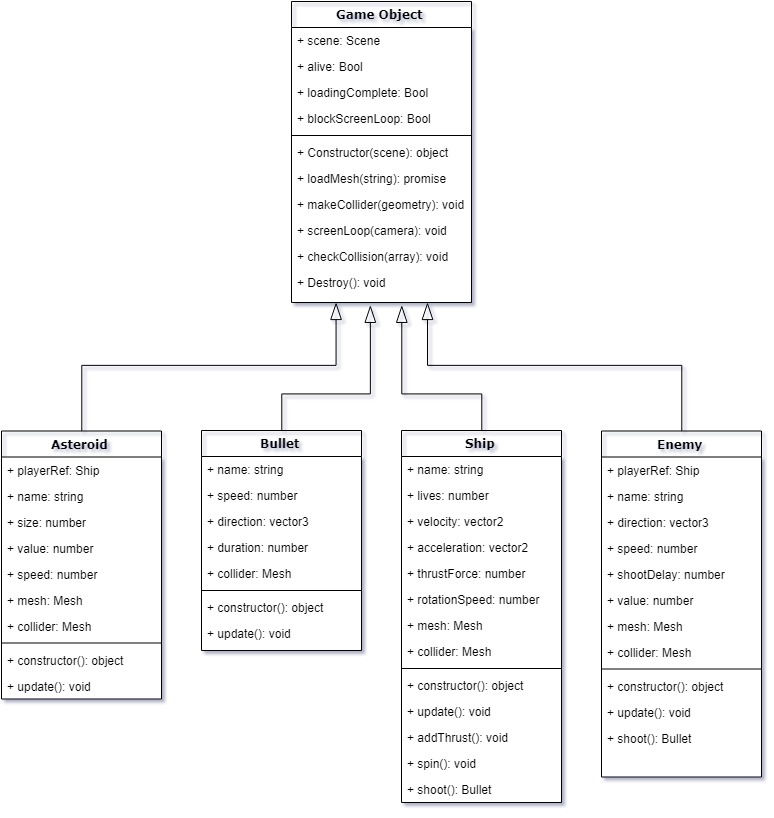 Game Object
+ scene: Scene
+ alive: Bool
+ loadingComplete: Bool
+ blockScreenLoop: Bool
+ Constructor(scene): object
+ loadMesh(string): promise
+ makeCollider(geometry): void
+ screenLoop(camera): void
+ checkCollision(array): void
+ Destroy(): void
Asteroid
+ playerRef: Ship
+ name: string
+ size: number
+ value: number
+ speed: number
+ mesh: Mesh
+ collider: Mesh
+ constructor(): object
+ update(): void
Bullet
+ name: string
+ speed: number
+ direction: vector3
+ duration: number
+ collider: Mesh
+ constructor(): object
+ update(): void
Ship
+ name: string
+ lives: number
+ velocity: vector2
+ acceleration: vector2
+ thrustForce: number
+ rotationSpeed: number
+ mesh: Mesh
+ collider: Mesh
+ constructor(): object
+ update(): void
+ addThrust(): void
+ spin(): void
+ shoot(): Bullet
Enemy
+ playerRef: Ship
+ name: string
+ direction: vector3
+ speed: number
+ shootDelay: number
+ value: number
+ mesh: Mesh
+ collider: Mesh
+ constructor(): object
+ update(): void
+ shoot(): Bullet